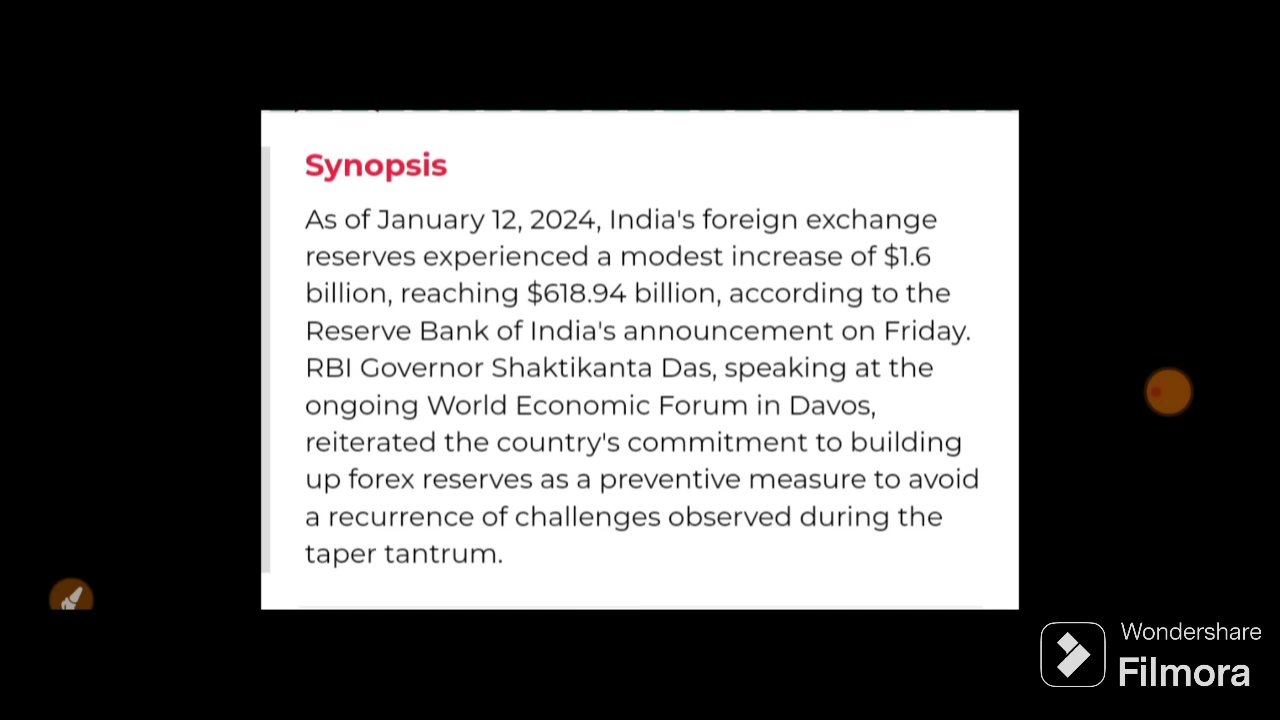 Synopsis
As of January 12, 2024, India's foreign exchange
reserves experienced a modest increase of $1.6
billion, reaching $618.94 billion, according to the
Reserve Bank of India's announcement on Friday.
RBI Governor Shaktikanta Das, speaking at the
ongoing World Economic Forum in Davos,
reiterated the country's commitment to building
up forex reserves as a preventive measure to avoid
a recurrence of challenges observed during the
taper tantrum.
Wondershare
Filmora